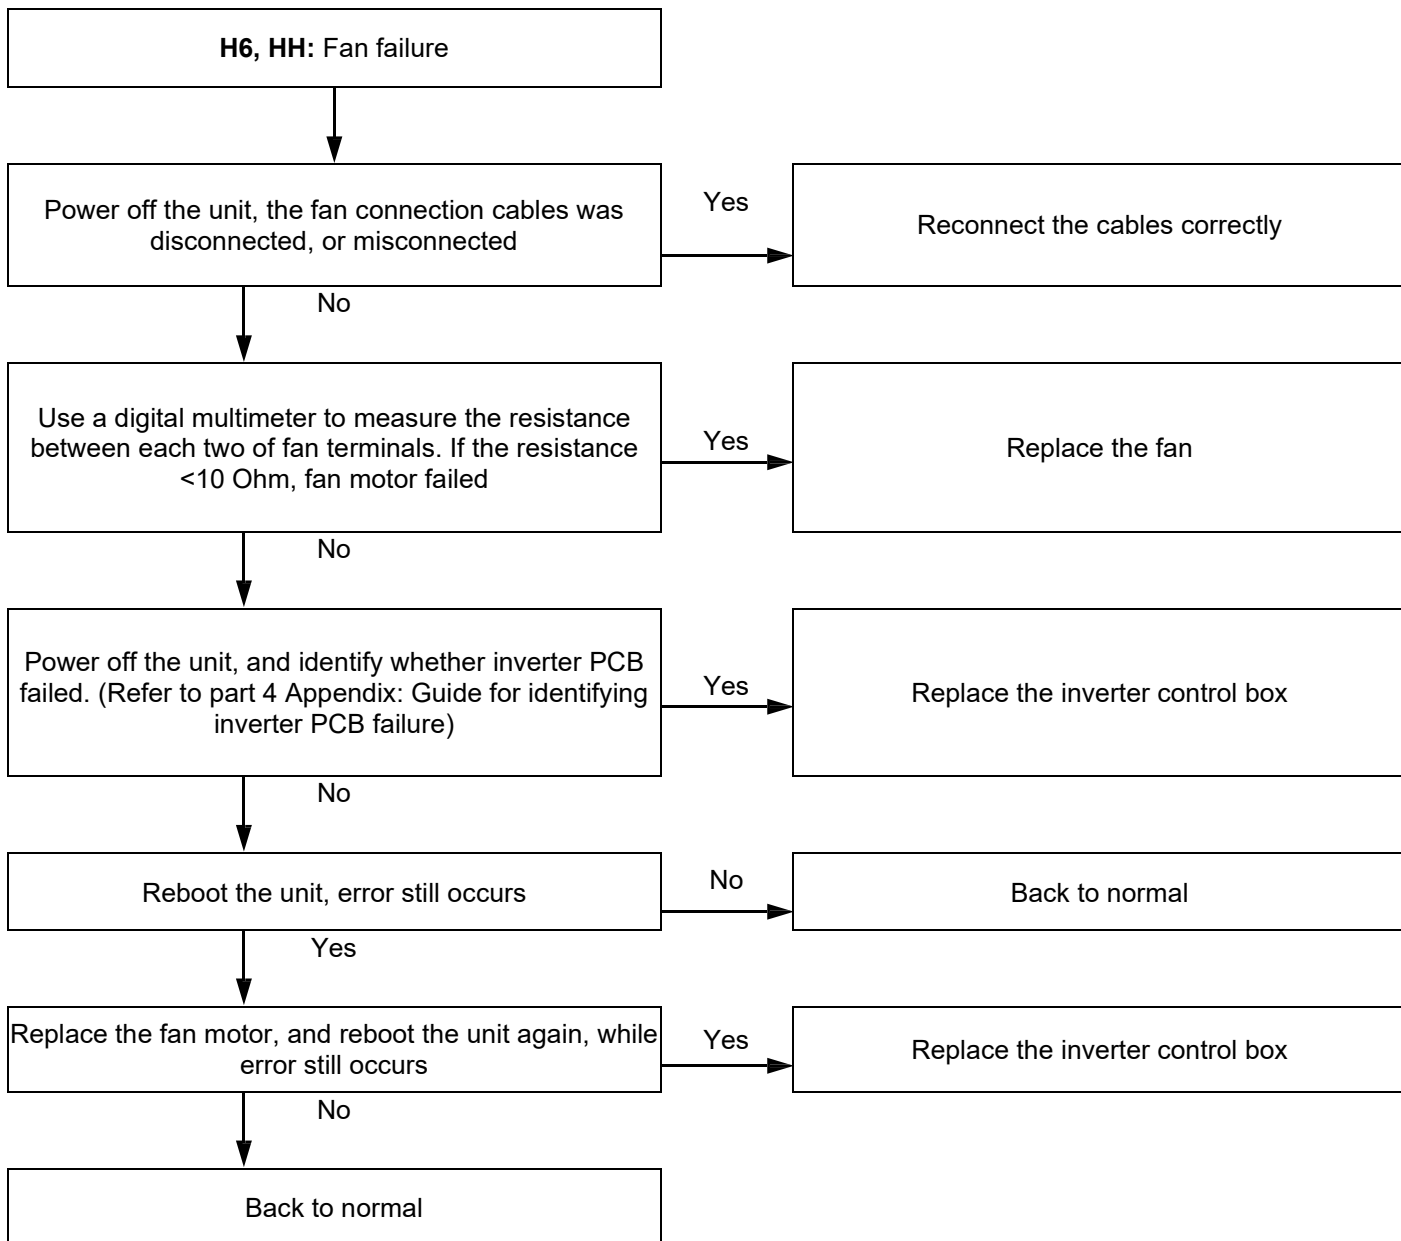 H6, HH: Fan failure
Power off the unit, the fan connection cables was
disconnected, or misconnected
Yes
Reconnect the cables correctly
No
Use a digital multimeter to measure the resistance
between each two of fan terminals. If the resistance
<10 Ohm, fan motor failed
Yes
Replace the fan
No
Power off the unit, and identify whether inverter PCB
failed. (Refer to part 4 Appendix: Guide for identifying
inverter PCB failure)
Yes
Replace the inverter control box
No
Reboot the unit, error still occurs
No
Back to normal
Yes
Replace the fan motor, and reboot the unit again, while
error still occurs
Yes
Replace the inverter control box
No
Back to normal